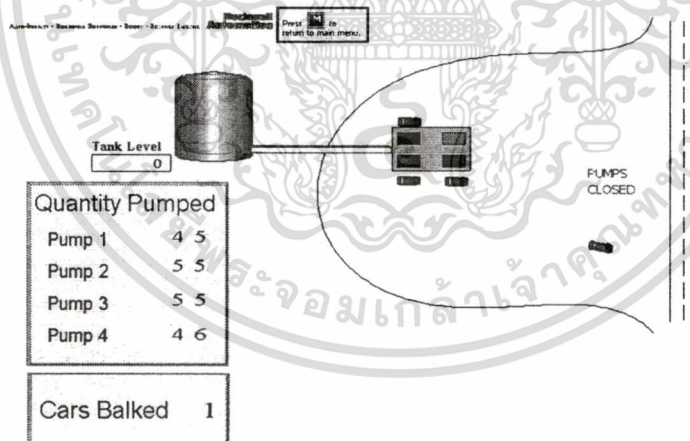 Rockwell
Automation
Press M to
return to main menu.
Tank Level
0
PUMPS
CLOSED
Quantity Pumped
Pump 1 4 5
Pump 2 5 5
Pump 3 5 5
Pump 4 4 6
Cars Balked 1